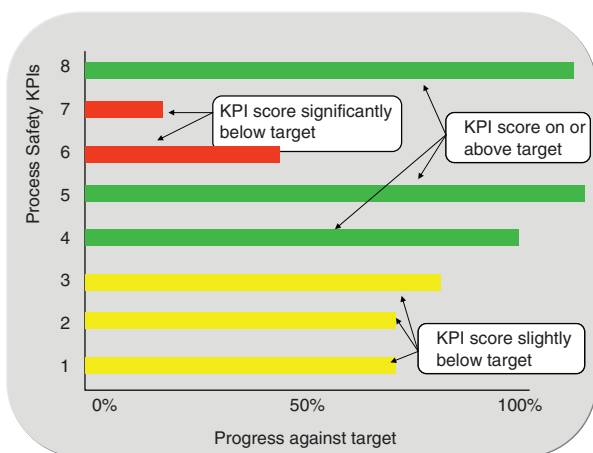 Process Safety KPIs
8
7
6
5
4
3
2
1
KPI score significantly
below target
KPI score on or
above target
KPI score slightly
below target
0% 50% 100%
Progress against target